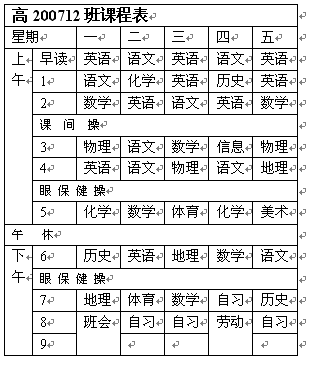 高200712班课程表
星期 一 二 三 四 五
上午 早读 英语 语文 英语 语文 英语
1 语文 化学 英语 历史 英语
2 数学 英语 语文 英语 数学
课间操
3 物理 语文 数学 信息 物理
4 英语 语文 物理 语文 地理
眼保健操
5 化学 数学 体育 化学 美术
午休
下午 6 历史 英语 地理 数学 语文
眼保健操
7 地理 体育 数学 自习 历史
8 班会 自习 自习 劳动 自习
9